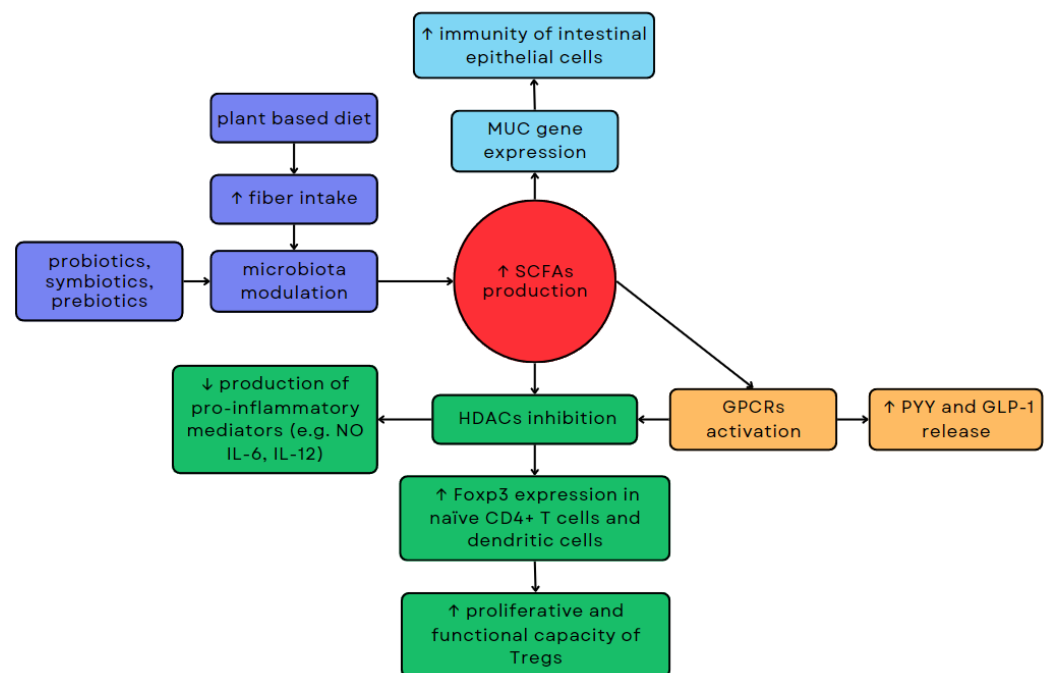 ↑ immunity of intestinal
epithelial cells
plant based diet
MUC gene
expression
↑ fiber intake
probiotics,
symbiotics,
prebiotics
microbiota
modulation
↑ SCFAs
production
↓ production of
pro-inflammatory
mediators (e.g. NO
IL-6, IL-12)
HDACs inhibition
GPCRs
activation
↑ PYY and GLP-1
release
↑ Foxp3 expression in
naïve CD4+ T cells and
dendritic cells
↑ proliferative and
functional capacity of
Tregs